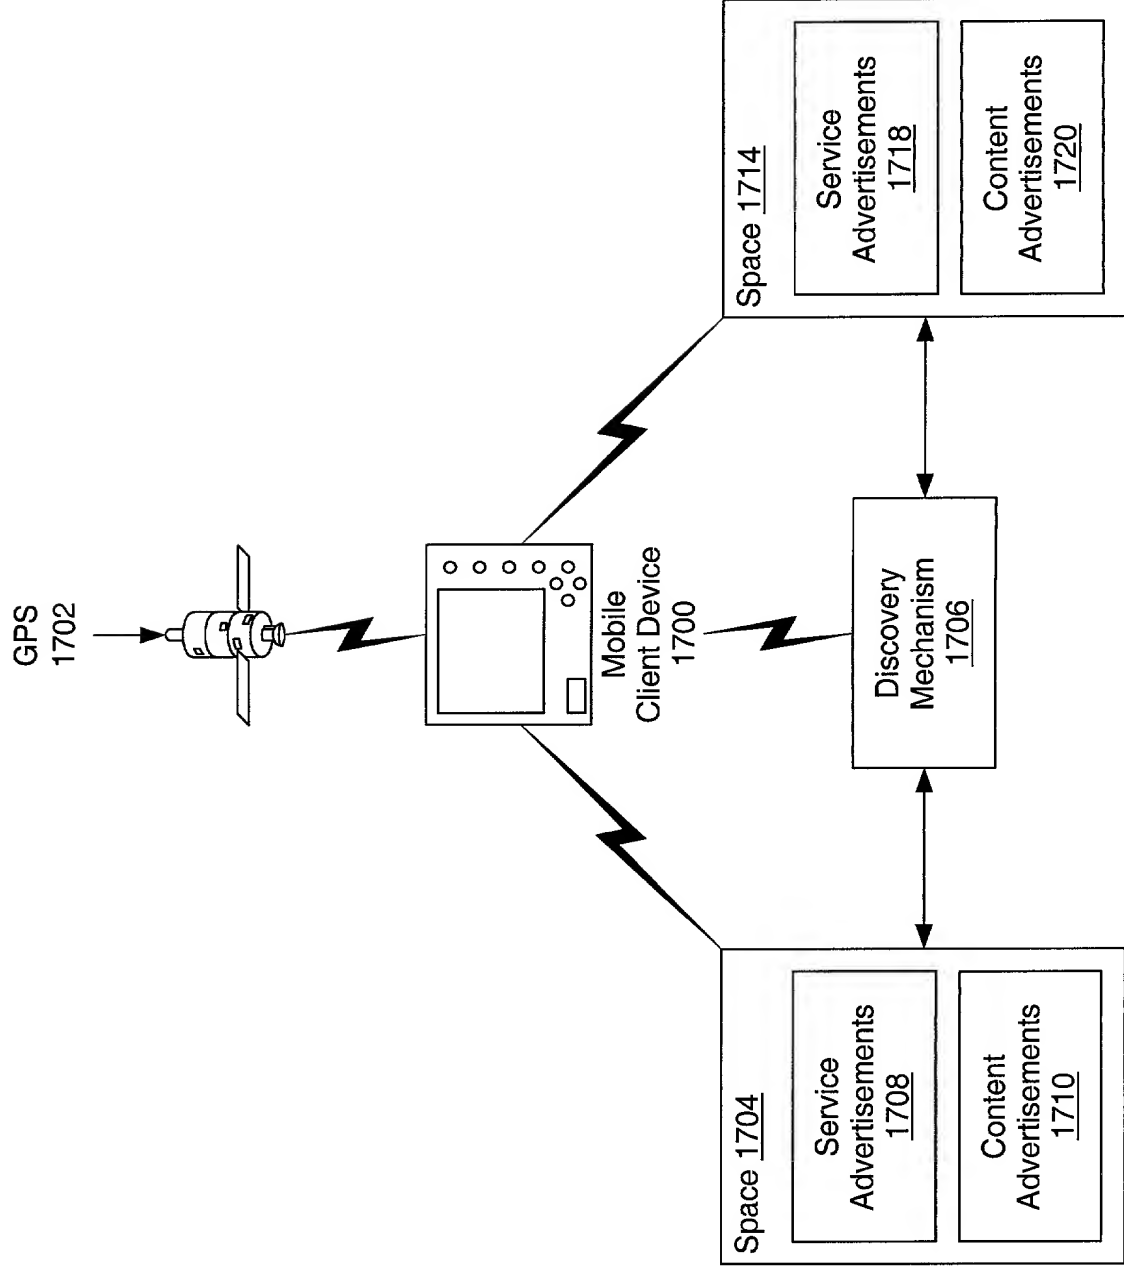 GPS
1702
Mobile
Client Device
1700
Discovery
Mechanism
1706
Space 1704
Service
Advertisements
1708
Content
Advertisements
1710
Space 1714
Service
Advertisements
1718
Content
Advertisements
1720